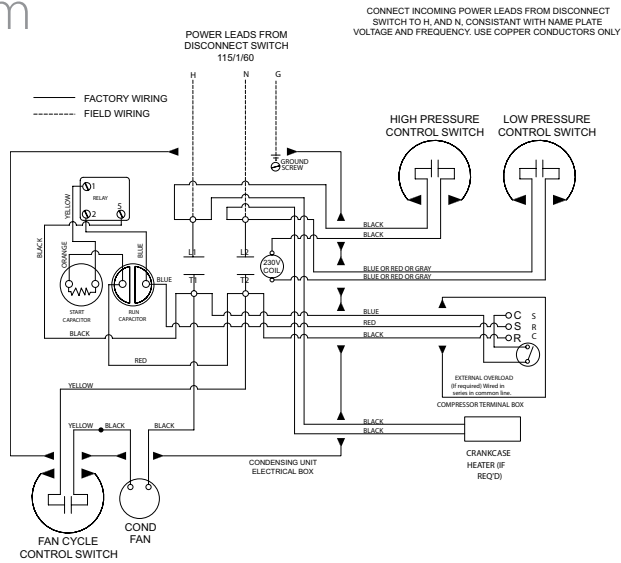 m
CONNECT INCOMING POWER LEADS FROM DISCONNECT
SWITCH TO H, AND N, CONSISTANT WITH NAME PLATE
VOLTAGE AND FREQUENCY. USE COPPER CONDUCTORS ONLY
POWER LEADS FROM
DISCONNECT SWITCH
115/1/60
H
N
G
FACTORY WIRING
FIELD WIRING
HIGH PRESSURE
CONTROL SWITCH
LOW PRESSURE
CONTROL SWITCH
GROUND
SCREW
1
RELAY
2
5
YELLOW
BLACK
ORANGE
BLUE
BLUE
START
CAPACITOR
RUN
CAPACITOR
L1
T1
L2
T2
230V
COIL
BLACK
BLACK
BLUE OR RED OR GRAY
BLUE OR RED OR GRAY
BLUE
RED
BLACK
C
S
R
S
R
C
BLACK
RED
EXTERNAL OVERLOAD
(If required) Wired in
series in common line.
COMPRESSOR TERMINAL BOX
YELLOW
YELLOW
BLACK
BLACK
BLACK
BLACK
CRANKCASE
HEATER (IF
REQ'D)
CONDENSING UNIT
ELECTRICAL BOX
COND
FAN
FAN CYCLE
CONTROL SWITCH